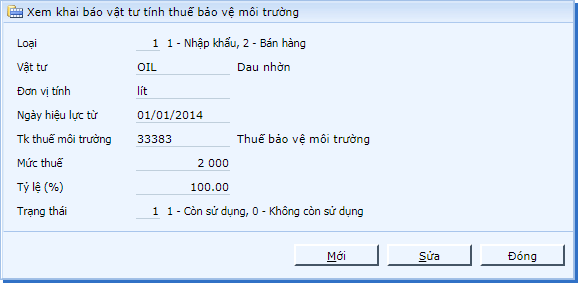 Xem khai báo vật tư tính thuế bảo vệ môi trường
Loại 1 1 - Nhập khẩu, 2 - Bán hàng
Vật tư OIL Dau nhờn
Đơn vị tính lít
Ngày hiệu lực từ 01/01/2014
Tk thuế môi trường 33383 Thuế bảo vệ môi trường
Mức thuế 2 000
Tỷ lệ (%) 100.00
Trạng thái 1 1 - Còn sử dụng, 0 - Không còn sử dụng
Mới Sửa Đóng